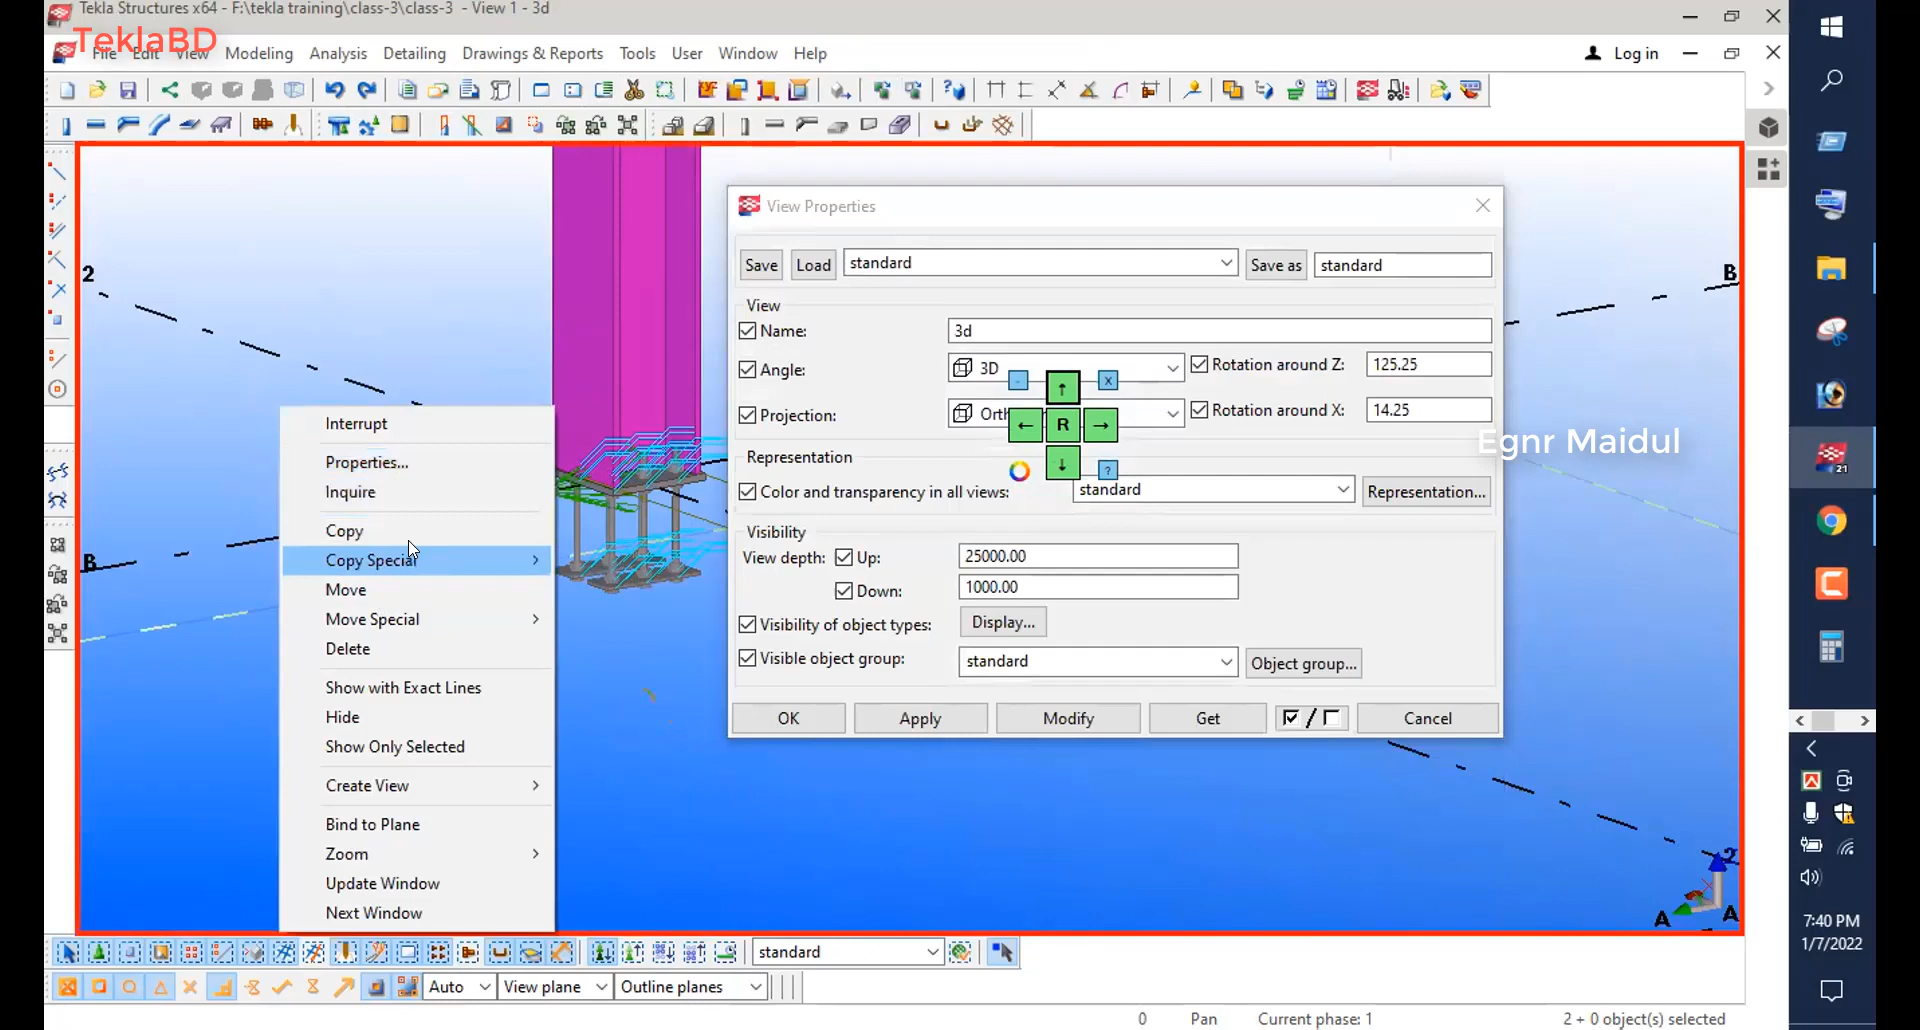 Tekla Structures x64 - F:\tekla training\class-3\class-3 - View 1 - 3d
TeklaBD
File Edit View Modeling Analysis Detailing Drawings & Reports Tools User Window Help
Log in
View Properties
Save Load standard Save as standard
View
Name: 3d
Angle: 3D Rotation around Z: 125.25
- ↑ x
Projection: Orth Rotation around X: 14.25
← R →
Egnr Maidul
Representation
↓ ?
Color and transparency in all views: standard Representation...
Visibility
View depth: Up: 25000.00
Down: 1000.00
Visibility of object types: Display...
Visible object group: standard Object group...
OK Apply Modify Get / Cancel
Interrupt
Properties...
Inquire
Copy
Copy Special
Move
Move Special
Delete
Show with Exact Lines
Hide
Show Only Selected
Create View
Bind to Plane
Zoom
Update Window
Next Window
2
B
B
2
A
A
21
standard
Auto View plane Outline planes
0 Pan Current phase: 1 2 + 0 object(s) selected
7:40 PM
1/7/2022